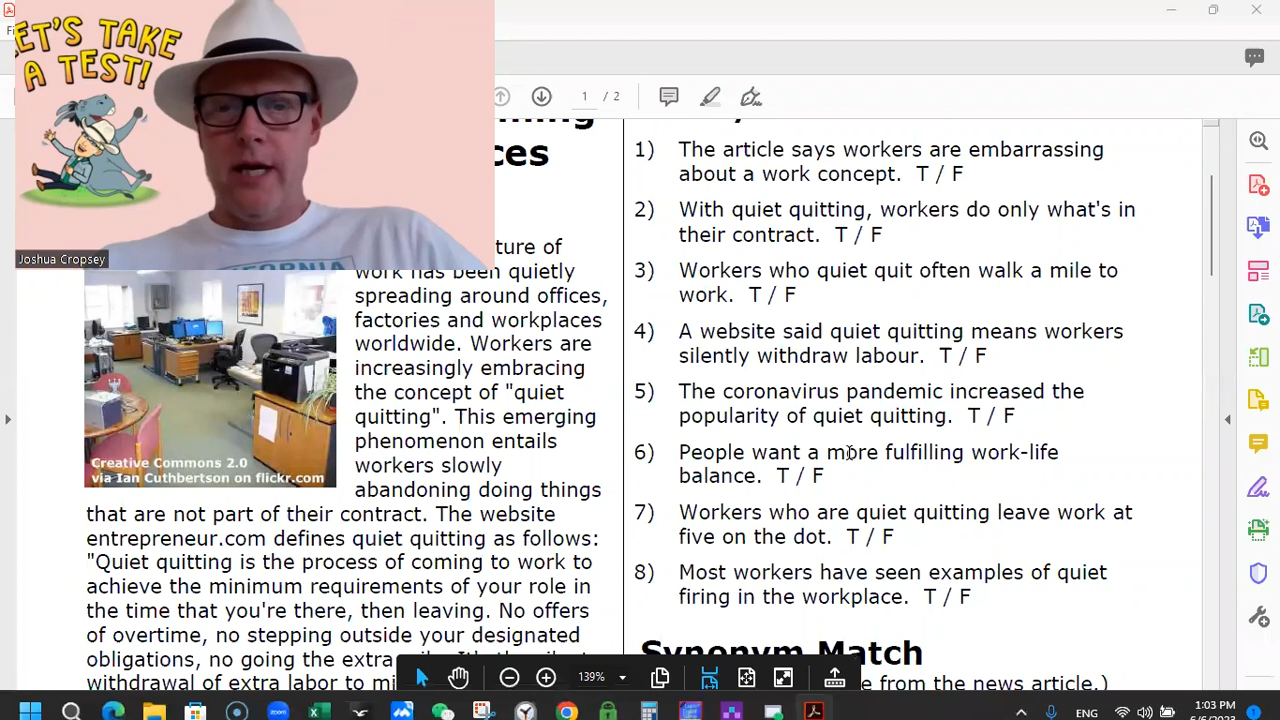 LET'S TAKE
A TEST!
Joshua Cropsey
1 / 2
ces
ture of
work has been quietly
spreading around offices,
factories and workplaces
worldwide. Workers are
increasingly embracing
the concept of "quiet
quitting". This emerging
phenomenon entails
workers slowly
abandoning doing things
that are not part of their contract. The website
entrepreneur.com defines quiet quitting as follows:
"Quiet quitting is the process of coming to work to
achieve the minimum requirements of your role in
the time that you're there, then leaving. No offers
of overtime, no stepping outside your designated
obligations, no going the extra
withdrawal of extra labor to
Creative Commons 2.0
via Ian Cuthbertson on flickr.com
1) The article says workers are embarrassing
about a work concept. T / F
2) With quiet quitting, workers do only what's in
their contract. T / F
3) Workers who quiet quit often walk a mile to
work. T / F
4) A website said quiet quitting means workers
silently withdraw labour. T / F
5) The coronavirus pandemic increased the
popularity of quiet quitting. T / F
6) People want a more fulfilling work-life
balance. T / F
7) Workers who are quiet quitting leave work at
five on the dot. T / F
8) Most workers have seen examples of quiet
firing in the workplace. T / F
Synonym Match
e from the news article.)
139%
zoom
1:03 PM
6/6/2023